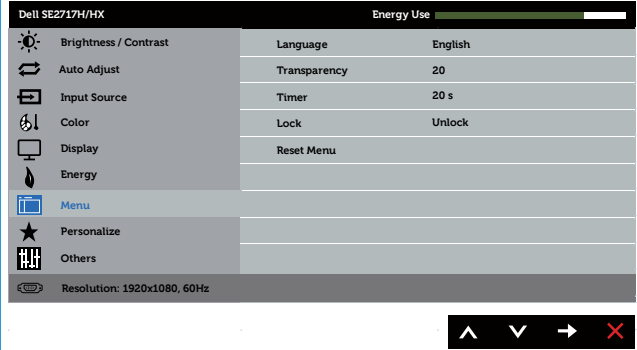 Dell SE2717H/HX Energy Use
Brightness / Contrast
Auto Adjust
Input Source
Color
Display
Energy
Menu
Personalize
Others
Language English
Transparency 20
Timer 20 s
Lock Unlock
Reset Menu
Resolution: 1920x1080, 60Hz